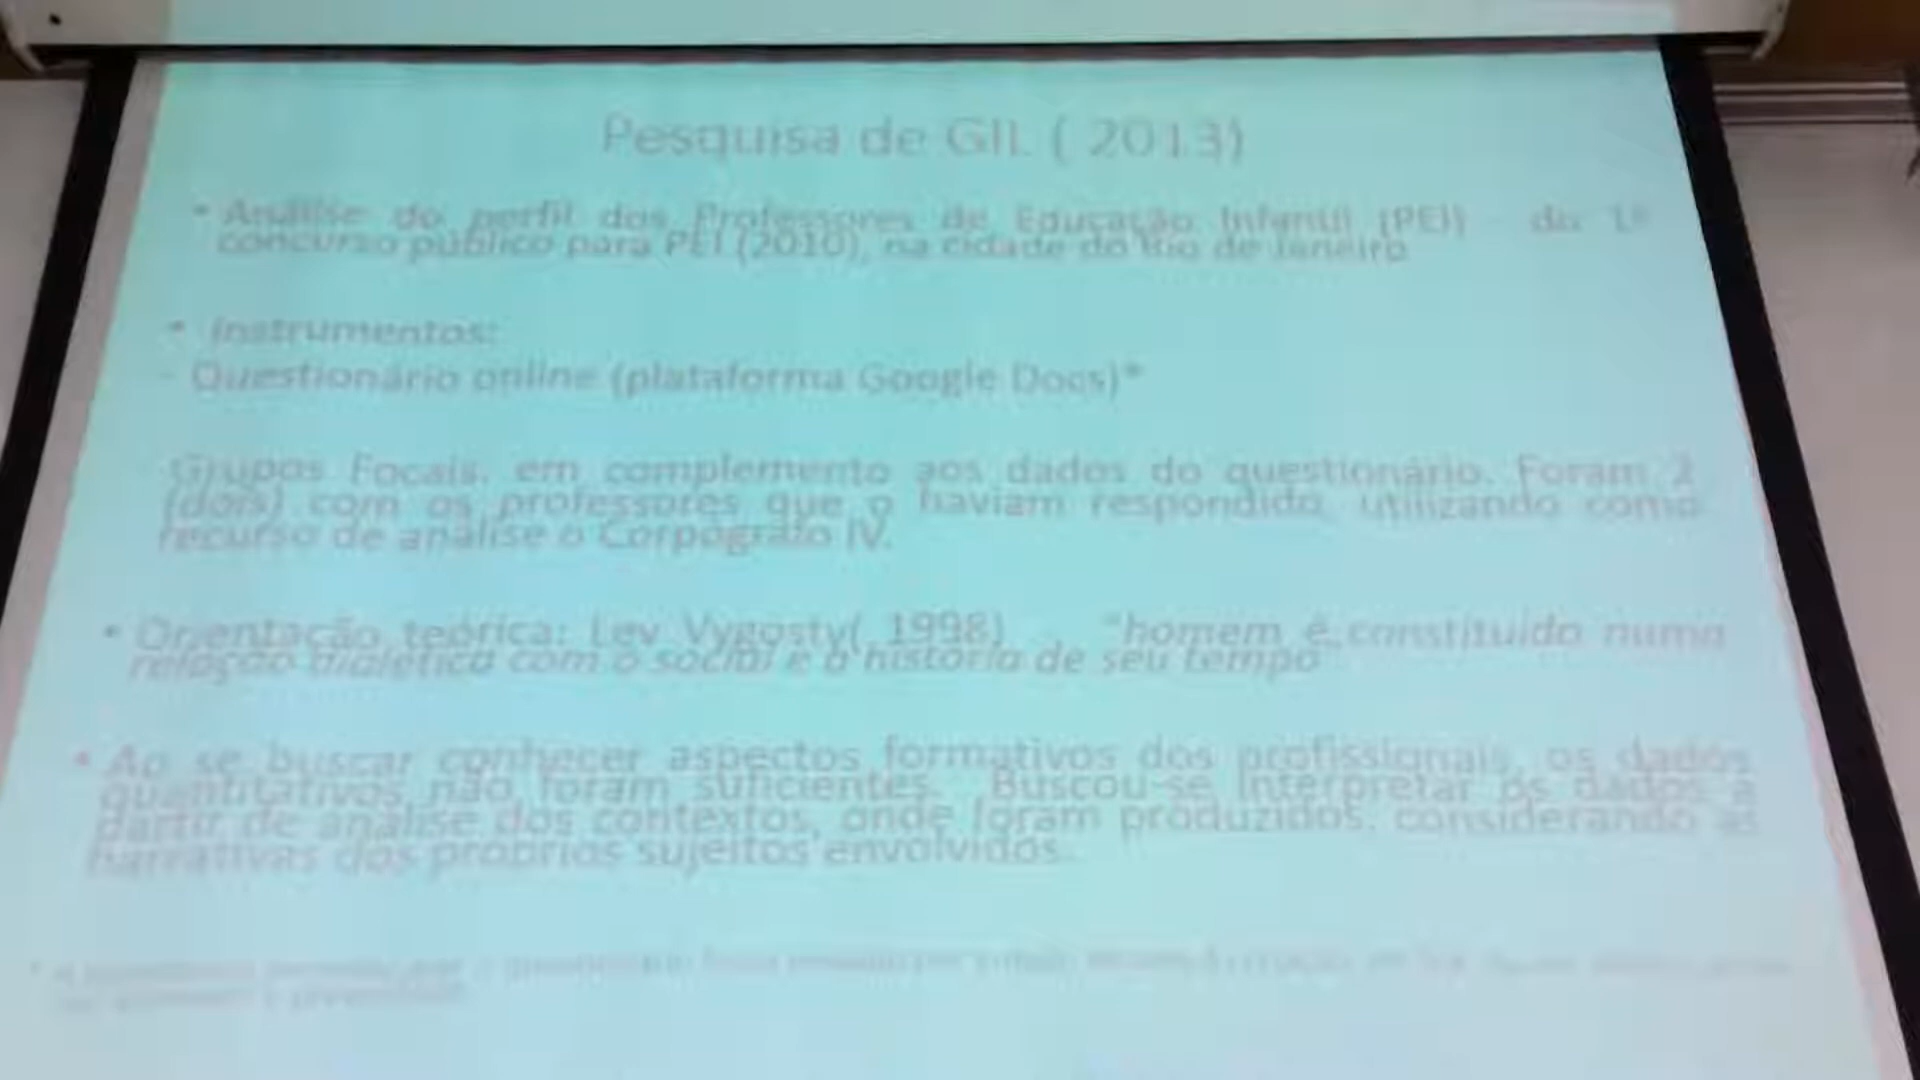 Pesquisa de GIL ( 2013)
• Análise do perfil dos Professores de Educação Infantil (PEI) do 1º
concurso público para PEI (2010), na cidade do Rio de Janeiro
• Instrumentos:
- Questionário online (plataforma Google Docs)*
Grupos Focais, em complemento aos dados do questionário. Foram 2
(dois) com os professores que o haviam respondido, utilizando como
recurso de análise o Corpógrafo IV.
• Orientação teórica: Lev Vygosty( 1998) "homem é constituído numa
relação dialética com o social e a história de seu tempo
• Ao se buscar conhecer aspectos formativos dos profissionais, os dados
quantitativos não foram suficientes. Buscou-se interpretar os dados a
partir de análise dos contextos, onde foram produzidos, considerando as
narrativas dos próprios sujeitos envolvidos.